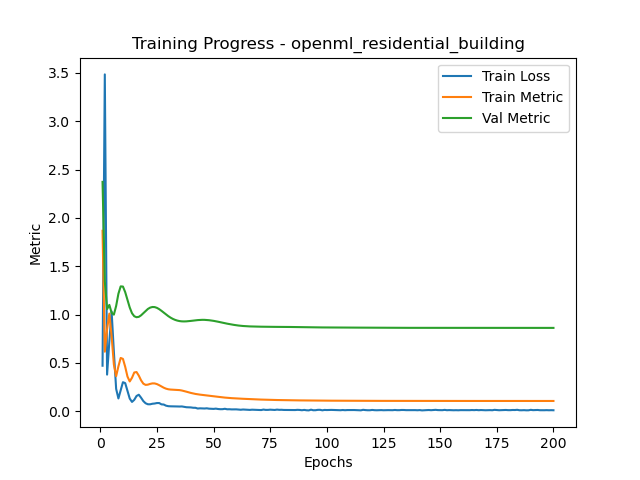 Training Progress - openml_residential_building
Train Loss
Train Metric
Val Metric
3.5
3.0
2.5
2.0
1.5
1.0
0.5
0.0
Metric
0 25 50 75 100 125 150 175 200
Epochs